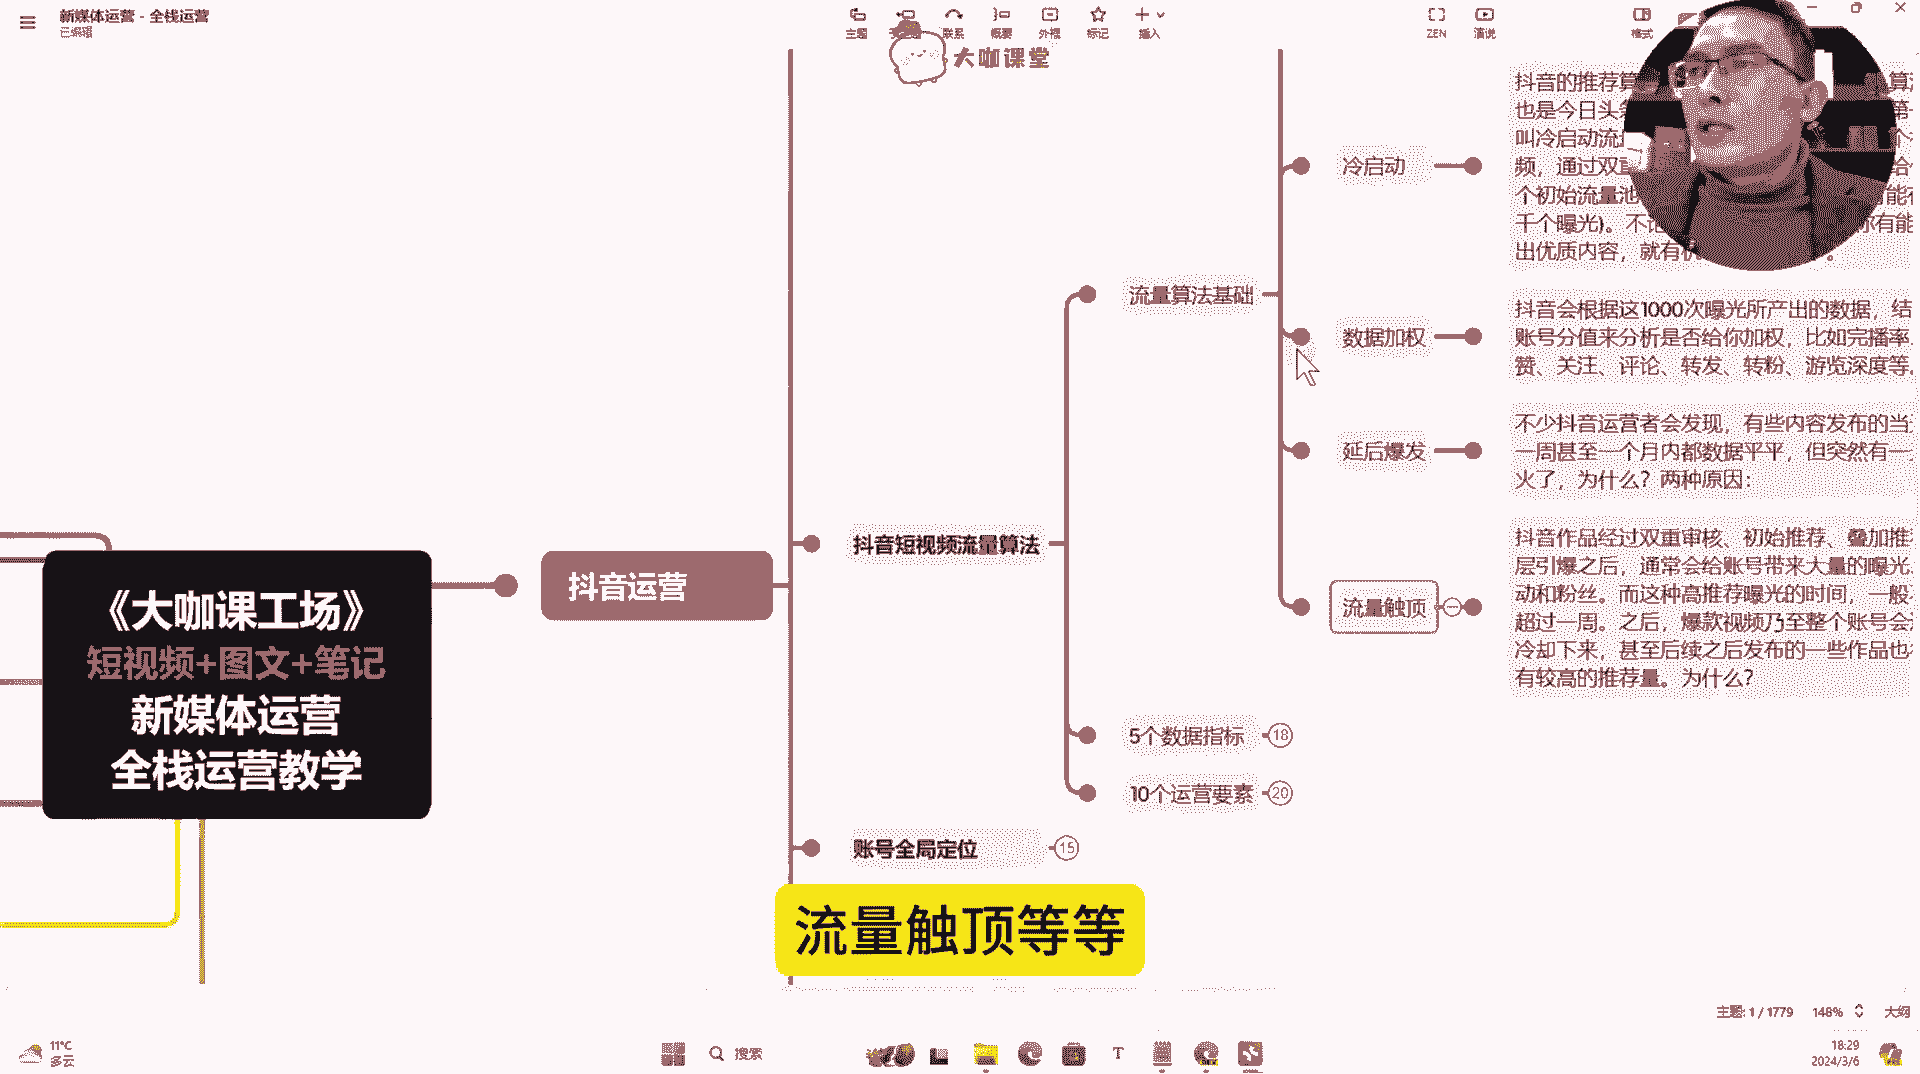 新媒体运营 - 全栈运营
已编辑
主题
联系
概要
外框
标记
插入
ZEN
演说
格式
大咖课堂
抖音的推荐算
也是今日头条
叫冷启动流
频，通过双重
个初始流量池
千个曝光)。不论
出优质内容，就有机
冷启动
流量算法基础
抖音会根据这1000次曝光所产出的数据，结
账号分值来分析是否给你加权，比如完播率、
赞、关注、评论、转发、转粉、游览深度等。
数据加权
不少抖音运营者会发现，有些内容发布的当
一周甚至一个月内都数据平平，但突然有一
火了，为什么？两种原因：
延后爆发
抖音短视频流量算法
抖音作品经过双重审核、初始推荐、叠加推
层引爆之后，通常会给账号带来大量的曝光、
动和粉丝。而这种高推荐曝光的时间，一般
超过一周。之后，爆款视频乃至整个账号会
冷却下来，甚至后续之后发布的一些作品也
有较高的推荐量。为什么？
流量触顶
抖音运营
《大咖课工场》
短视频+图文+笔记
新媒体运营
全栈运营教学
5个数据指标
18
10个运营要素
20
账号全局定位
15
流量触顶等等
主题: 1 / 1779
148%
大纲
11°C
多云
搜索
18:29
2024/3/6